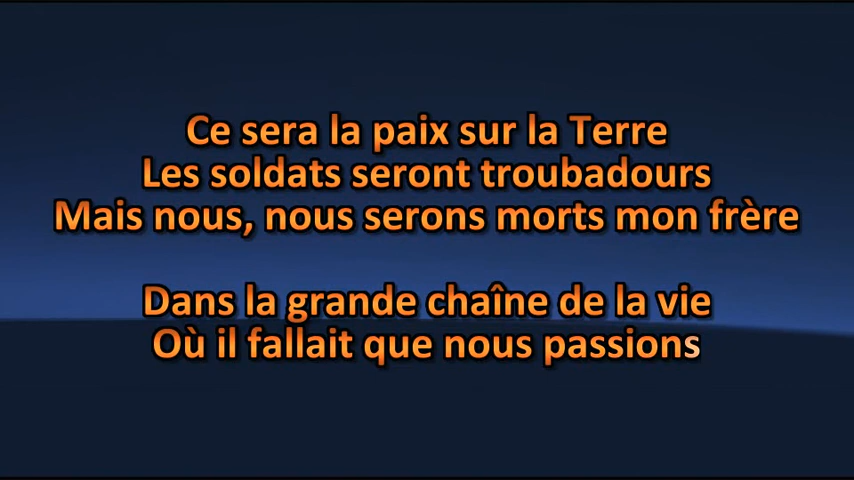 Ce sera la paix sur la Terre
Les soldats seront troubadours
Mais nous, nous serons morts mon frère
Dans la grande chaîne de la vie
Où il fallait que nous passions